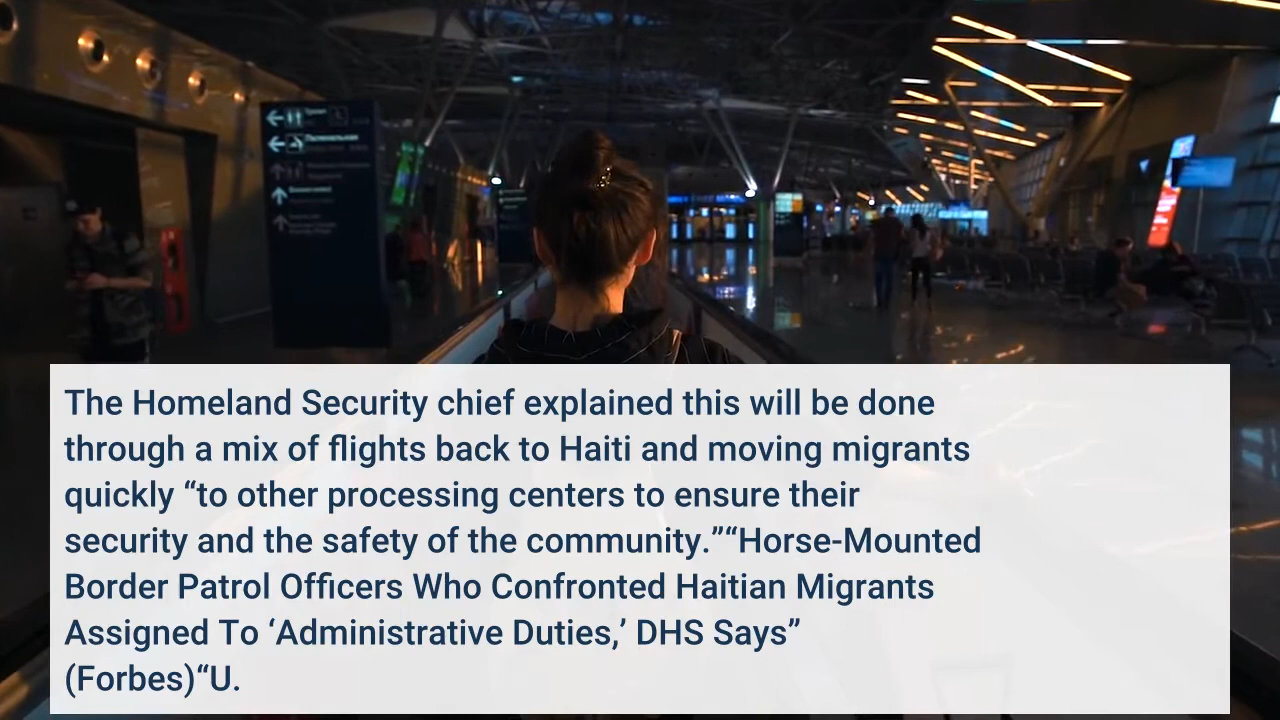 The Homeland Security chief explained this will be done
through a mix of flights back to Haiti and moving migrants
quickly “to other processing centers to ensure their
security and the safety of the community.”“Horse-Mounted
Border Patrol Officers Who Confronted Haitian Migrants
Assigned To ‘Administrative Duties,’ DHS Says”
(Forbes)“U.